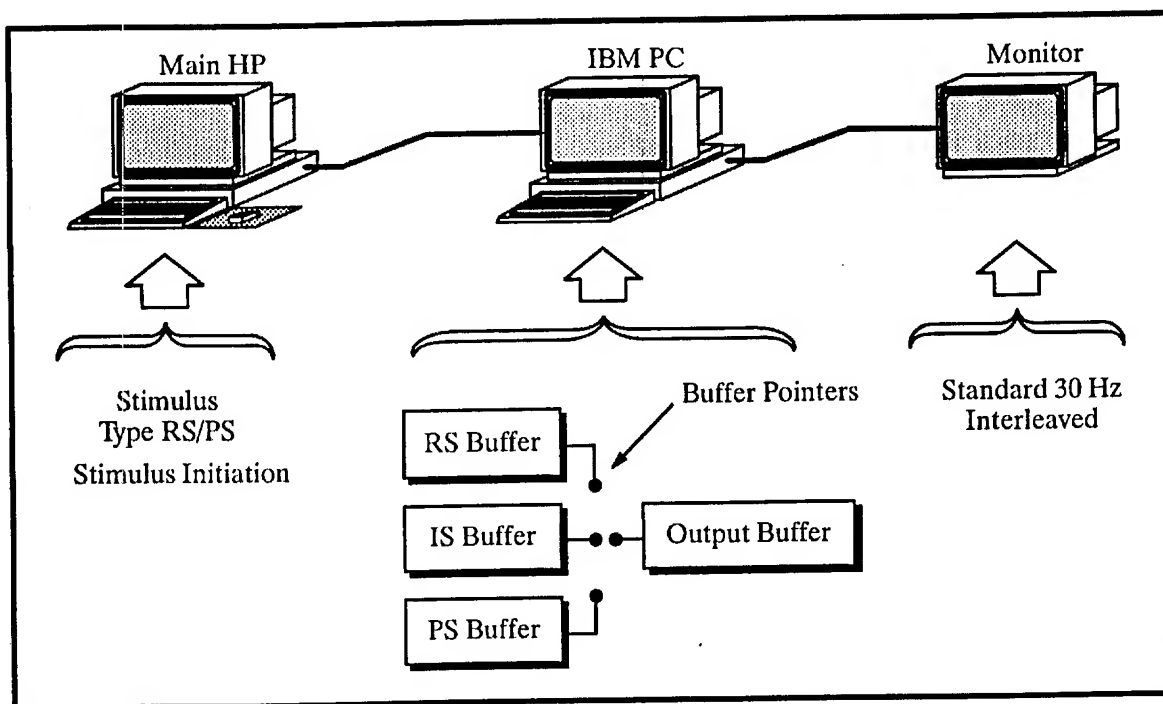 Main HP
IBM PC
Monitor
Stimulus
Type RS/PS
Stimulus Initiation
Buffer Pointers
RS Buffer
IS Buffer
Output Buffer
PS Buffer
Standard 30 Hz
Interleaved